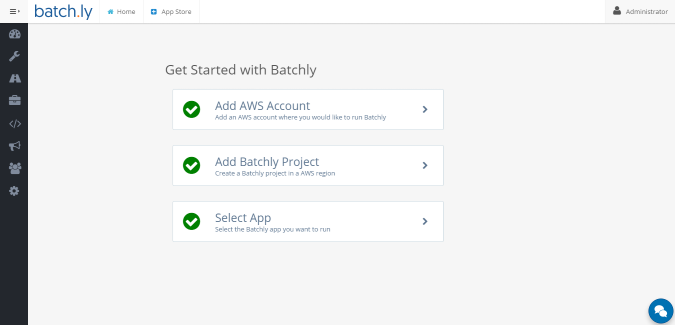 batch.ly
Home
App Store
Administrator
Get Started with Batchly
Add AWS Account
Add an AWS account where you would like to run Batchly
Add Batchly Project
Create a Batchly project in a AWS region
Select App
Select the Batchly app you want to run